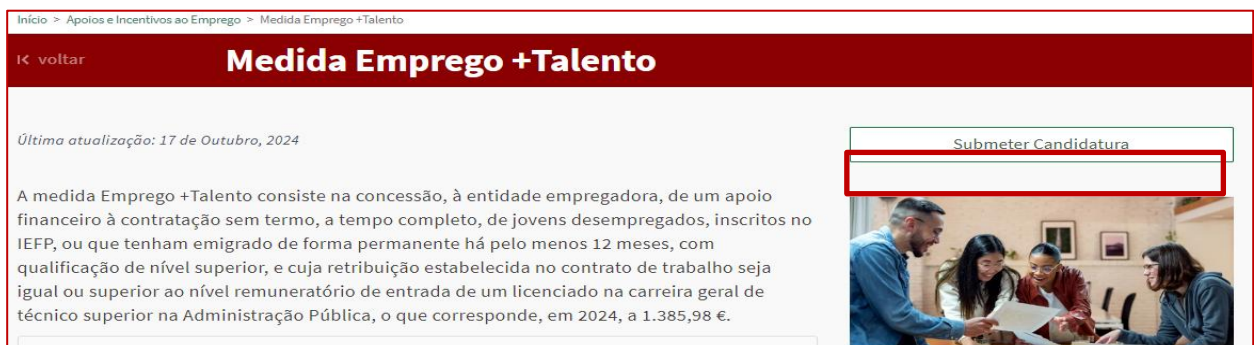 Início > Apoios e Incentivos ao Emprego > Medida Emprego +Talento
voltar
Medida Emprego +Talento
Última atualização: 17 de Outubro, 2024
Submeter Candidatura
A medida Emprego +Talento consiste na concessão, à entidade empregadora, de um apoio
financeiro à contratação sem termo, a tempo completo, de jovens desempregados, inscritos no
IEFP, ou que tenham emigrado de forma permanente há pelo menos 12 meses, com
qualificação de nível superior, e cuja retribuição estabelecida no contrato de trabalho seja
igual ou superior ao nível remuneratório de entrada de um licenciado na carreira geral de
técnico superior na Administração Pública, o que corresponde, em 2024, a 1.385,98 €.